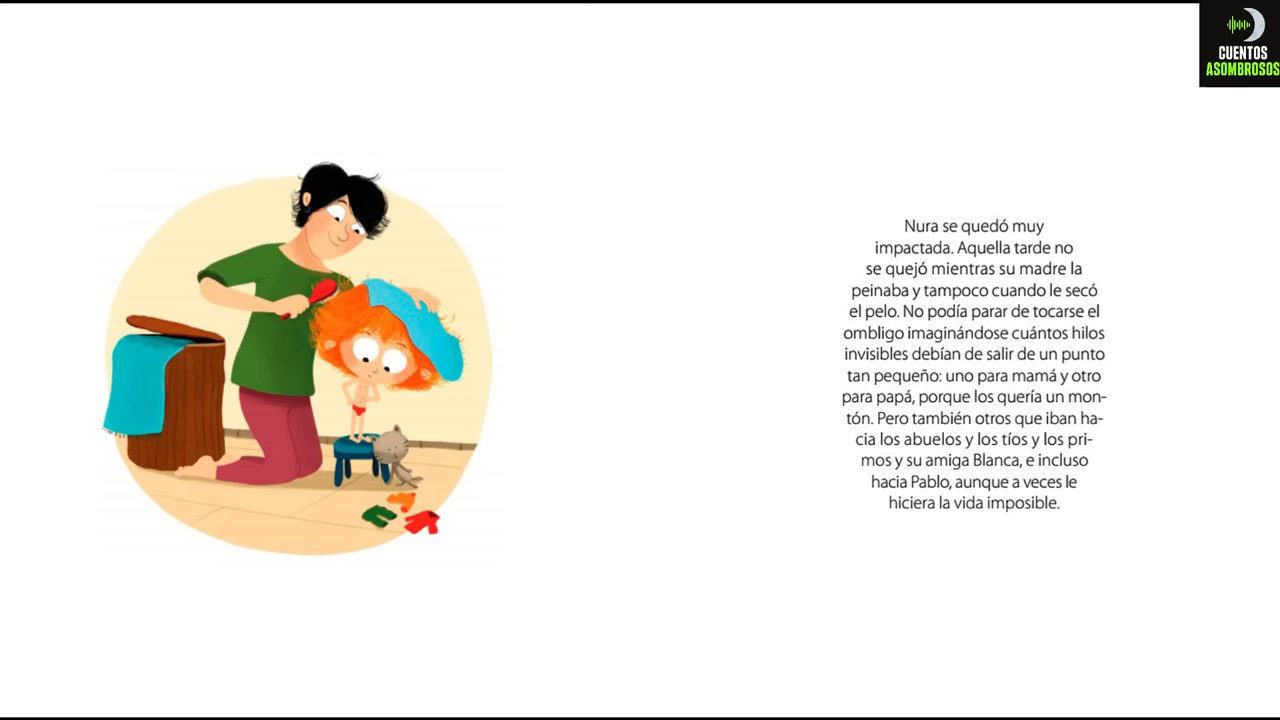 CUENTOS
ASOMBROSOS
Nura se quedó muy
impactada. Aquella tarde no
se quejó mientras su madre la
peinaba y tampoco cuando le secó
el pelo. No podía parar de tocarse el
ombligo imaginándose cuántos hilos
invisibles debían de salir de un punto
tan pequeño: uno para mamá y otro
para papá, porque los quería un mon-
tón. Pero también otros que iban ha-
cia los abuelos y los tíos y los pri-
mos y su amiga Blanca, e incluso
hacia Pablo, aunque a veces le
hiciera la vida imposible.